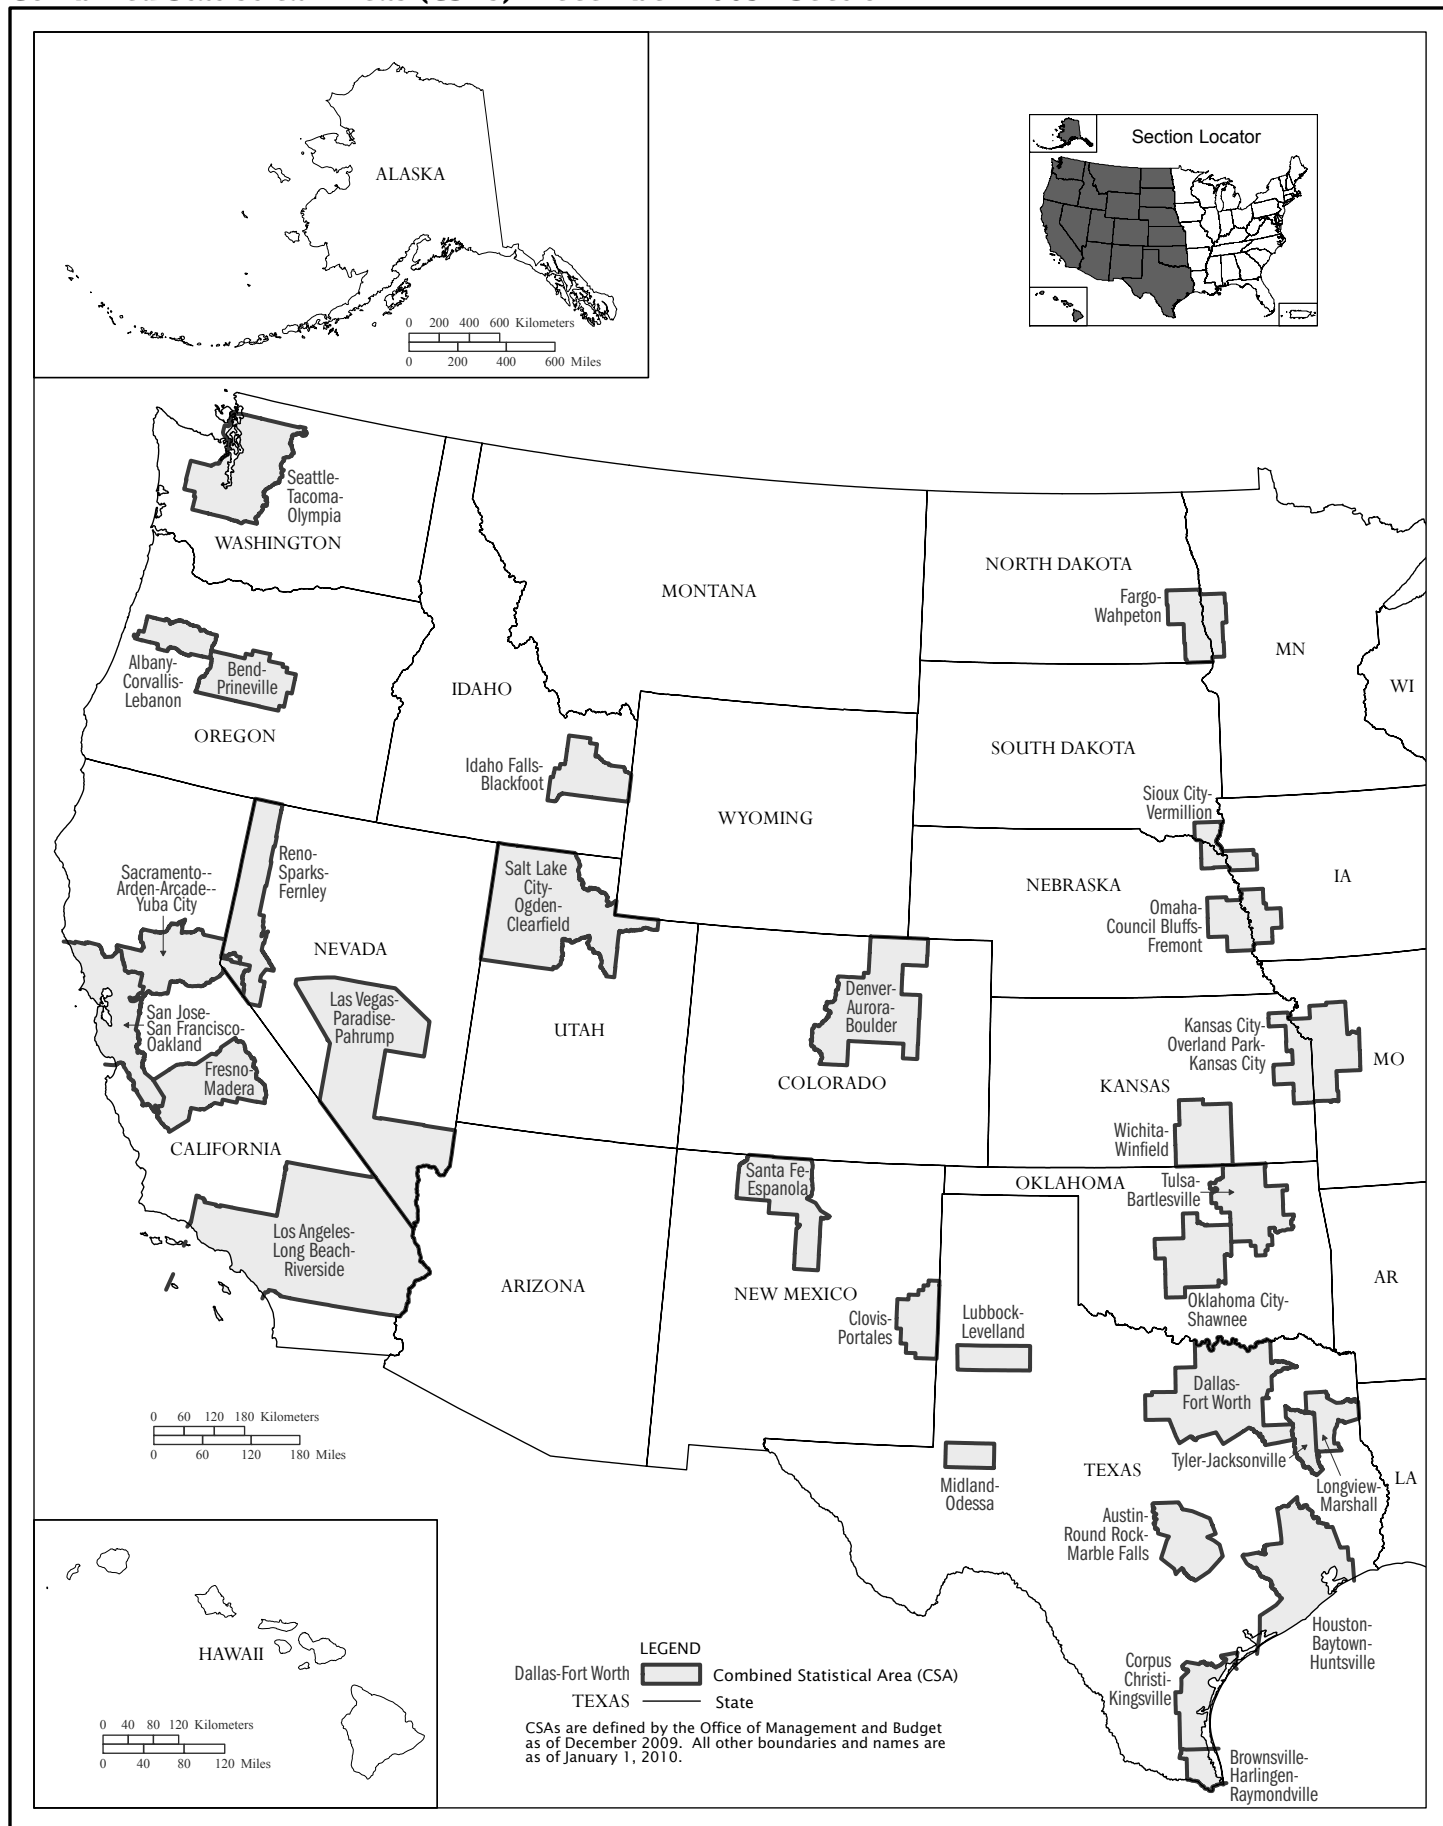 ALASKA
0 200 400 600 Kilometers
0 200 400 600 Miles
Section Locator
Seattle-
Tacoma-
Olympia
WASHINGTON
MONTANA
NORTH DAKOTA
Fargo-
Wahpeton
MN
WI
Albany-
Corvallis-
Lebanon
Bend-
Prineville
OREGON
IDAHO
Idaho Falls-
Blackfoot
SOUTH DAKOTA
WYOMING
Sioux City-
Vermillion
IA
NEBRASKA
Omaha-
Council Bluffs-
Fremont
Reno-
Sparks-
Fernley
Sacramento--
Arden-Arcade--
Yuba City
NEVADA
Salt Lake
City-
Ogden-
Clearfield
Las Vegas-
Paradise-
Pahrump
UTAH
Denver-
Aurora-
Boulder
COLORADO
San Jose-
San Francisco-
Oakland
Fresno-
Madera
CALIFORNIA
Kansas City-
Overland Park-
Kansas City
MO
KANSAS
Wichita-
Winfield
Santa Fe-
Espanola
OKLAHOMA
Tulsa-
Bartlesville
Los Angeles-
Long Beach-
Riverside
ARIZONA
NEW MEXICO
Clovis-
Portales
Lubbock-
Levelland
Oklahoma City-
Shawnee
AR
Dallas-
Fort Worth
0 60 120 180 Kilometers
0 60 120 180 Miles
Midland-
Odessa
TEXAS
Tyler-Jacksonville
Longview-
Marshall
LA
Austin-
Round Rock-
Marble Falls
Houston-
Baytown-
Huntsville
HAWAII
0 40 80 120 Kilometers
0 40 80 120 Miles
Corpus
Christi-
Kingsville
Brownsville-
Harlingen-
Raymondville
LEGEND
Dallas-Fort Worth Combined Statistical Area (CSA)
TEXAS State
CSAs are defined by the Office of Management and Budget
as of December 2009. All other boundaries and names are
as of January 1, 2010.